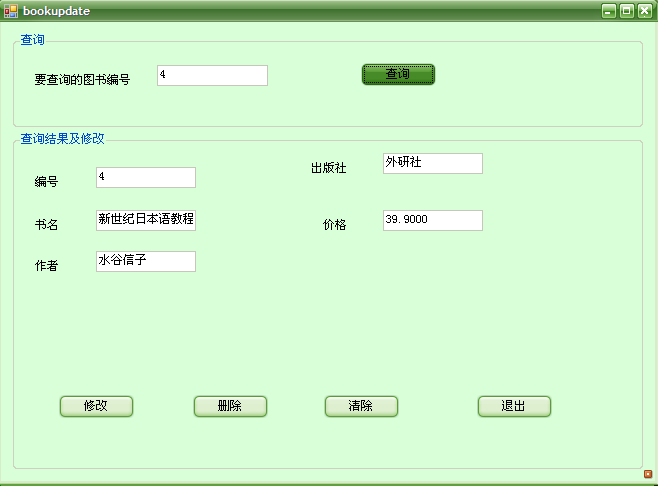 bookupdate
查询
要查询的图书编号 4 查询
查询结果及修改
编号 4 出版社 外研社
书名 新世纪日本语教程 价格 39.9000
作者 水谷信子
修改 删除 清除 退出